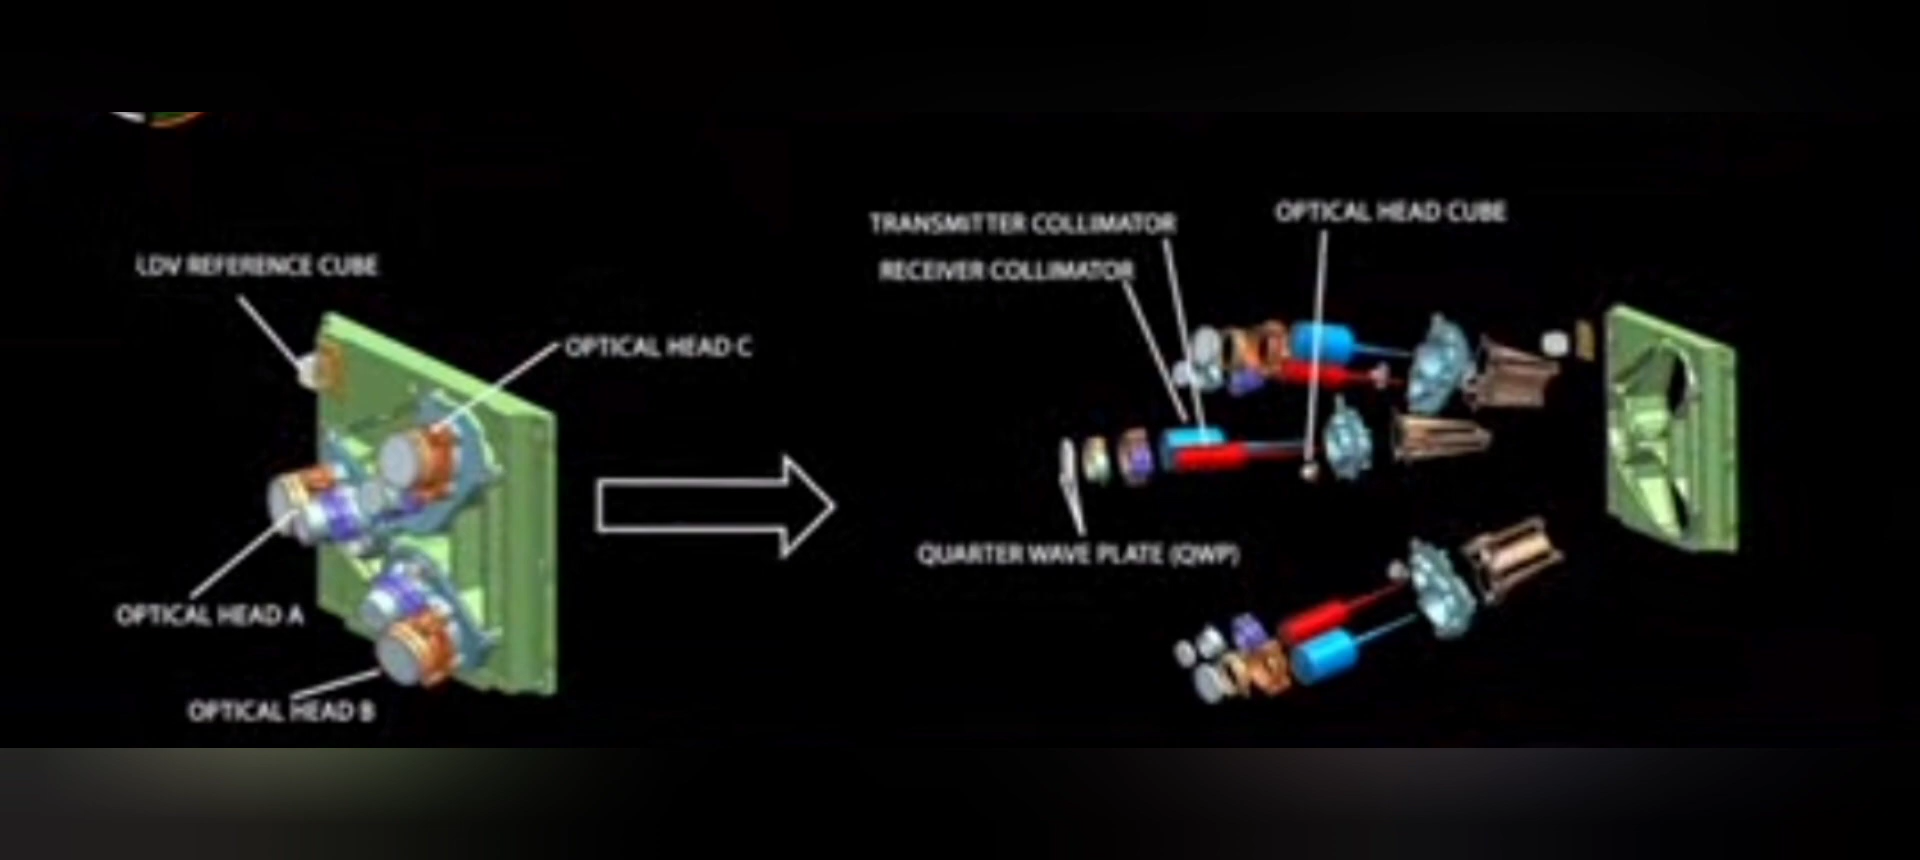 LDV REFERENCE CUBE
OPTICAL HEAD C
OPTICAL HEAD A
OPTICAL HEAD B
TRANSMITTER COLLIMATOR
RECEIVER COLLIMATOR
OPTICAL HEAD CUBE
QUARTER WAVE PLATE (QWP)